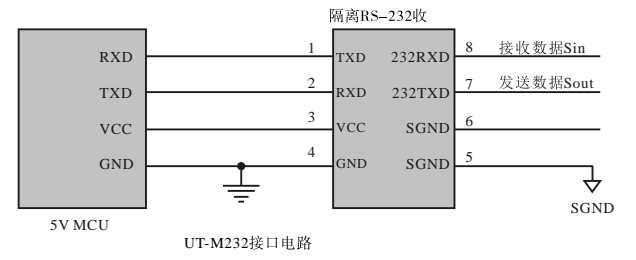 隔离RS-232收
RXD 1 TXD 232RXD 8 接收数据Sin
TXD 2 RXD 232TXD 7 发送数据Sout
VCC 3 VCC SGND 6
GND 4 GND SGND 5
SGND
5V MCU
UT-M232接口电路